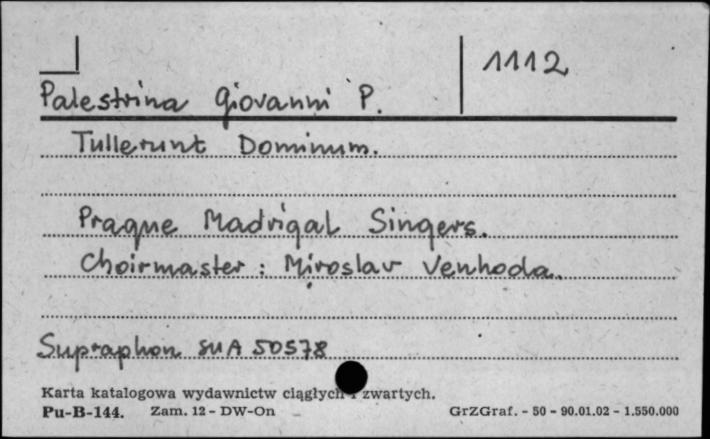 1112
Palestrina Giovanni P.
Tullerunt Dominum.
Prague Madrigal Singers.
Choirmaster: Miroslav Venhoda.
Supraphon SUA 50578
Karta katalogowa wydawnictw ciągłych i zwartych.
Pu-B-144. Zam. 12 - DW-On GrZGraf. - 50 - 90.01.02 - 1.550.000